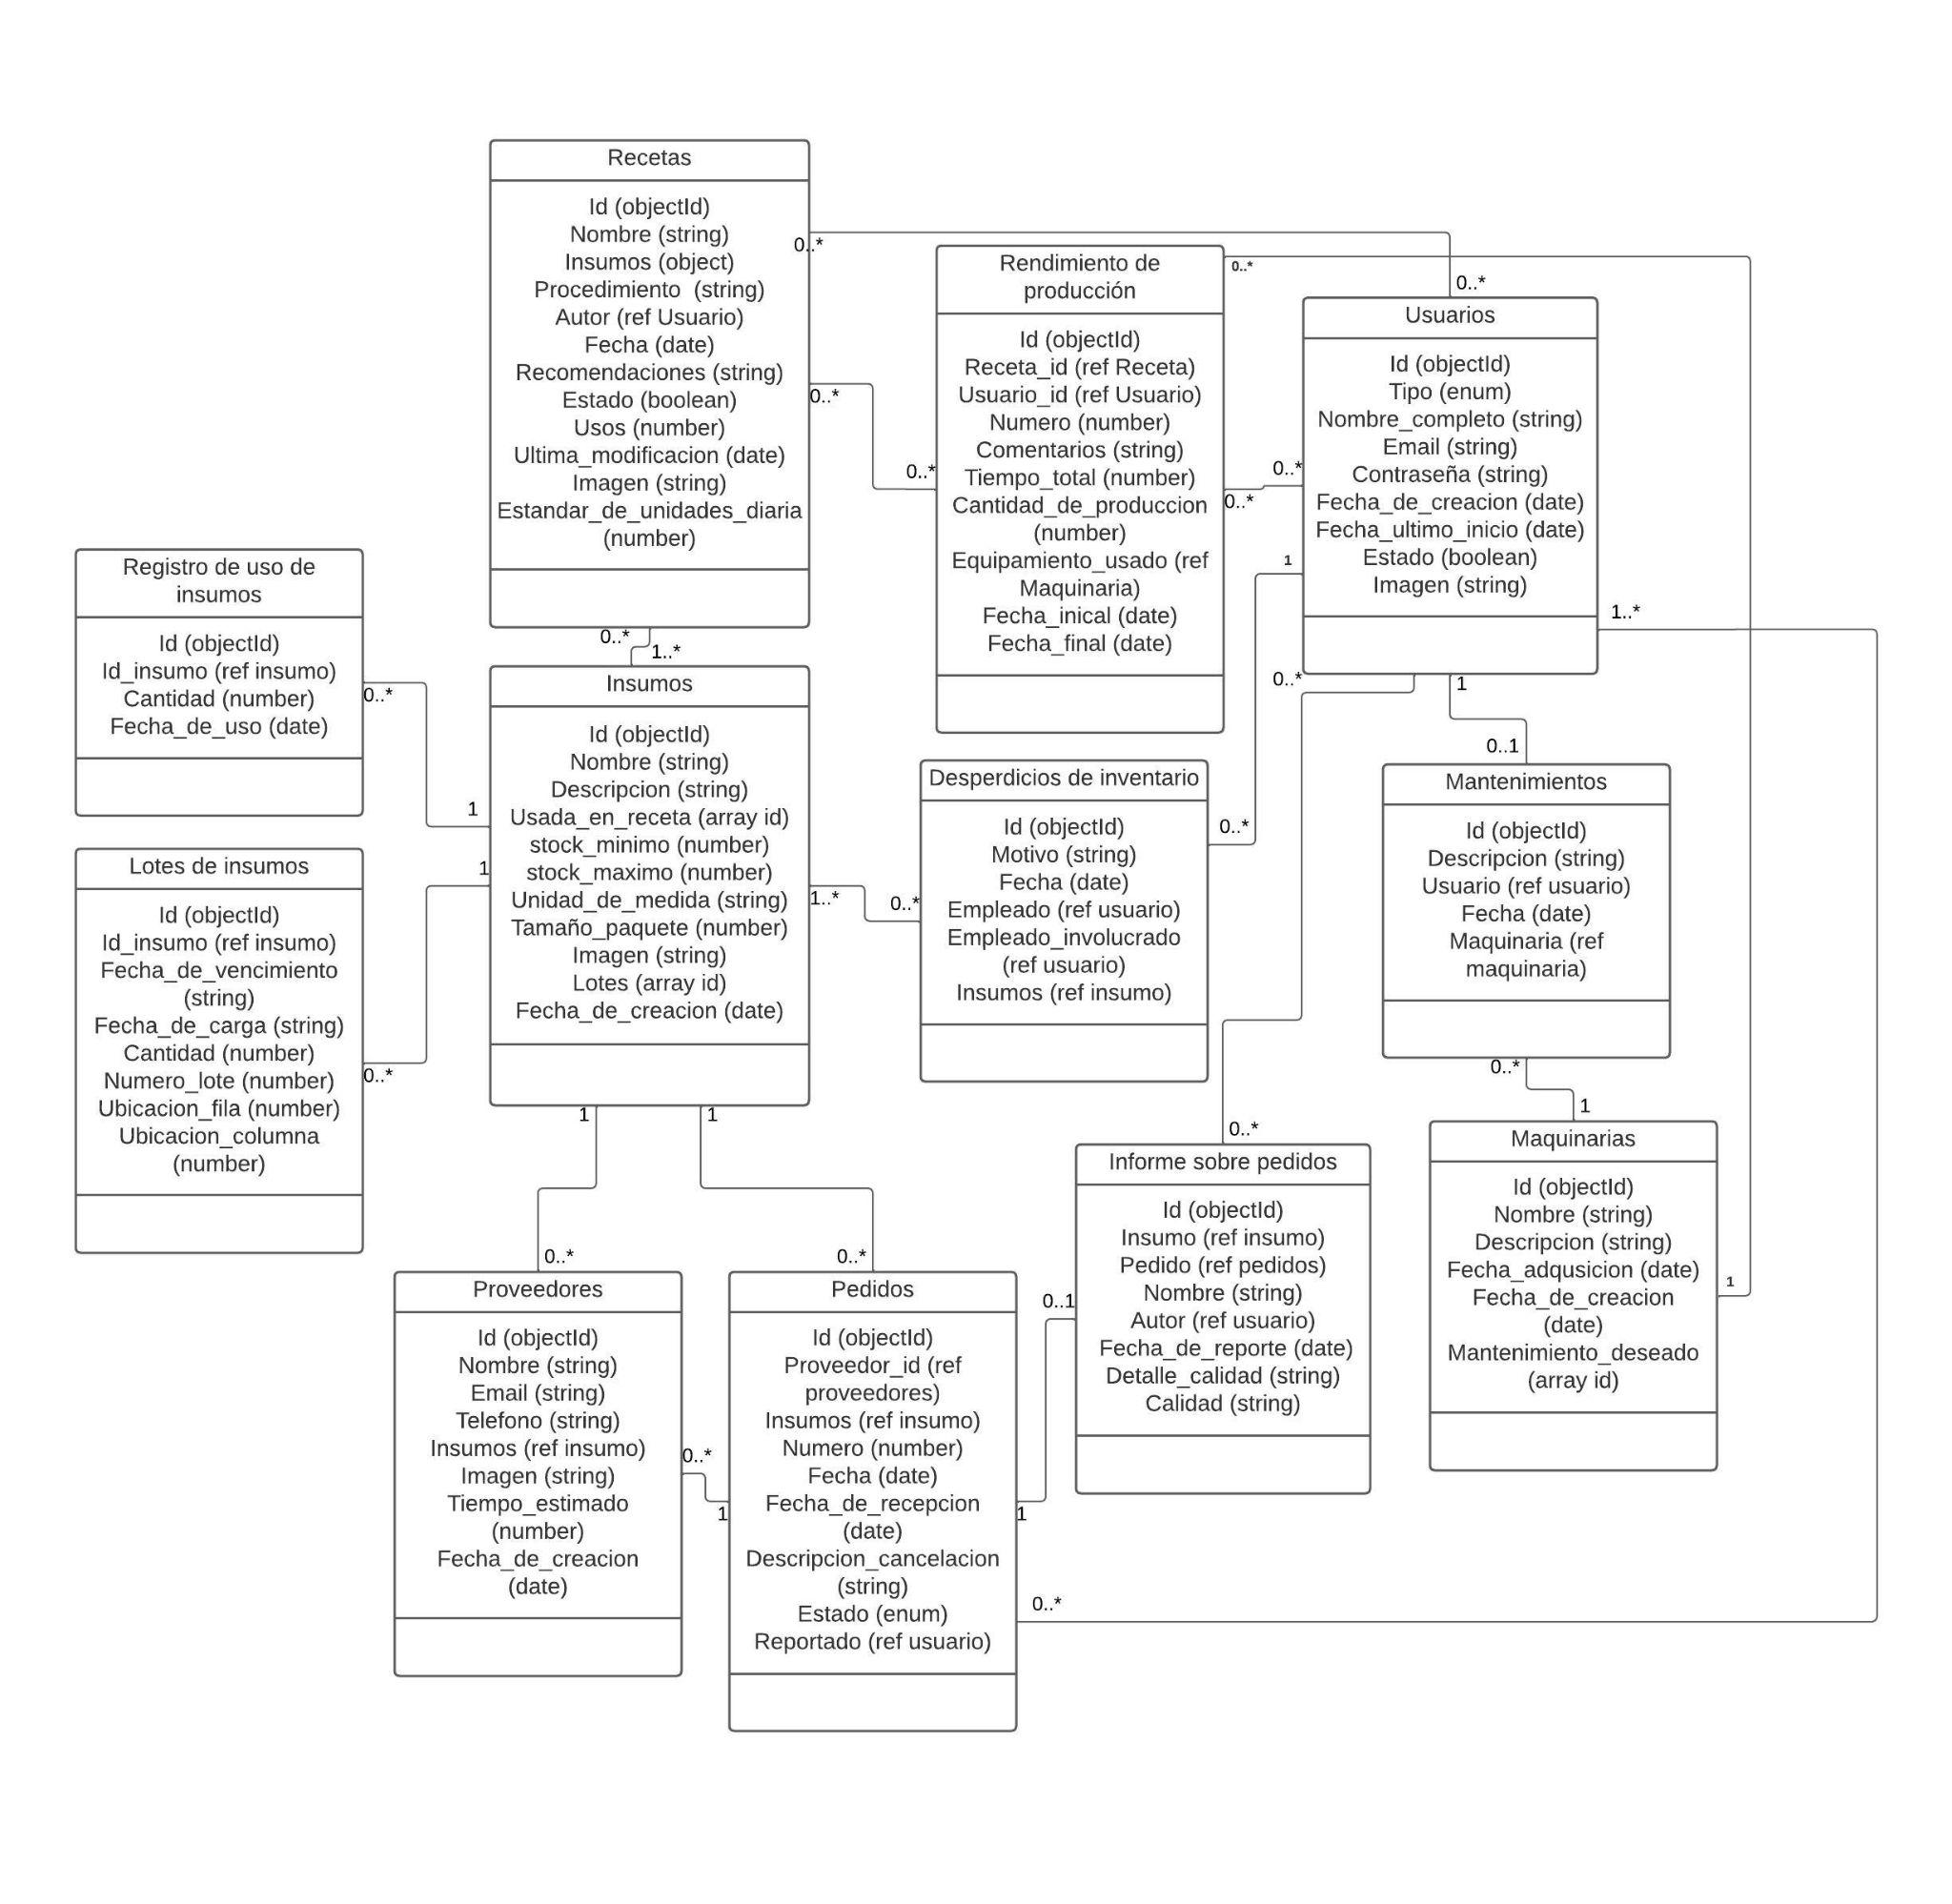 Recetas
Id (objectId)
Nombre (string)
Insumos (object)
Procedimiento  (string)
Autor (ref Usuario)
Fecha (date)
Recomendaciones (string)
Estado (boolean)
Usos (number)
Ultima_modificacion (date)
Imagen (string)
Estandar_de_unidades_diaria
(number)
0..*
0..*
0..*
1..*
Rendimiento de
producción
Id (objectId)
Receta_id (ref Receta)
Usuario_id (ref Usuario)
Numero (number)
Comentarios (string)
Tiempo_total (number)
Cantidad_de_produccion
(number)
Equipamiento_usado (ref
Maquinaria)
Fecha_inical (date)
Fecha_final (date)
0..*
0..*
0..*
0..*
Usuarios
Id (objectId)
Tipo (enum)
Nombre_completo (string)
Email (string)
Contraseña (string)
Fecha_de_creacion (date)
Fecha_ultimo_inicio (date)
Estado (boolean)
Imagen (string)
0..*
1
1..*
0..*
1
Registro de uso de
insumos
Id (objectId)
Id_insumo (ref insumo)
Cantidad (number)
Fecha_de_uso (date)
0..*
1
Insumos
Id (objectId)
Nombre (string)
Descripcion (string)
Usada_en_receta (array id)
stock_minimo (number)
stock_maximo (number)
Unidad_de_medida (string)
Tamaño_paquete (number)
Imagen (string)
Lotes (array id)
Fecha_de_creacion (date)
1
1..*
1
1
Desperdicios de inventario
Id (objectId)
Motivo (string)
Fecha (date)
Empleado (ref usuario)
Empleado_involucrado
(ref usuario)
Insumos (ref insumo)
0..*
0..*
0..1
Mantenimientos
Id (objectId)
Descripcion (string)
Usuario (ref usuario)
Fecha (date)
Maquinaria (ref
maquinaria)
0..*
Lotes de insumos
Id (objectId)
Id_insumo (ref insumo)
Fecha_de_vencimiento
(string)
Fecha_de_carga (string)
Cantidad (number)
Numero_lote (number)
Ubicacion_fila (number)
Ubicacion_columna
(number)
0..*
0..*
Proveedores
Id (objectId)
Nombre (string)
Email (string)
Telefono (string)
Insumos (ref insumo)
Imagen (string)
Tiempo_estimado
(number)
Fecha_de_creacion
(date)
0..*
0..*
Pedidos
Id (objectId)
Proveedor_id (ref
proveedores)
Insumos (ref insumo)
Numero (number)
Fecha (date)
Fecha_de_recepcion
(date)
Descripcion_cancelacion
(string)
Estado (enum)
Reportado (ref usuario)
1
1
0..*
0..*
Informe sobre pedidos
Id (objectId)
Insumo (ref insumo)
Pedido (ref pedidos)
Nombre (string)
Autor (ref usuario)
Fecha_de_reporte (date)
Detalle_calidad (string)
Calidad (string)
0..1
1
Maquinarias
Id (objectId)
Nombre (string)
Descripcion (string)
Fecha_adqusicion (date)
Fecha_de_creacion
(date)
Mantenimiento_deseado
(array id)
1